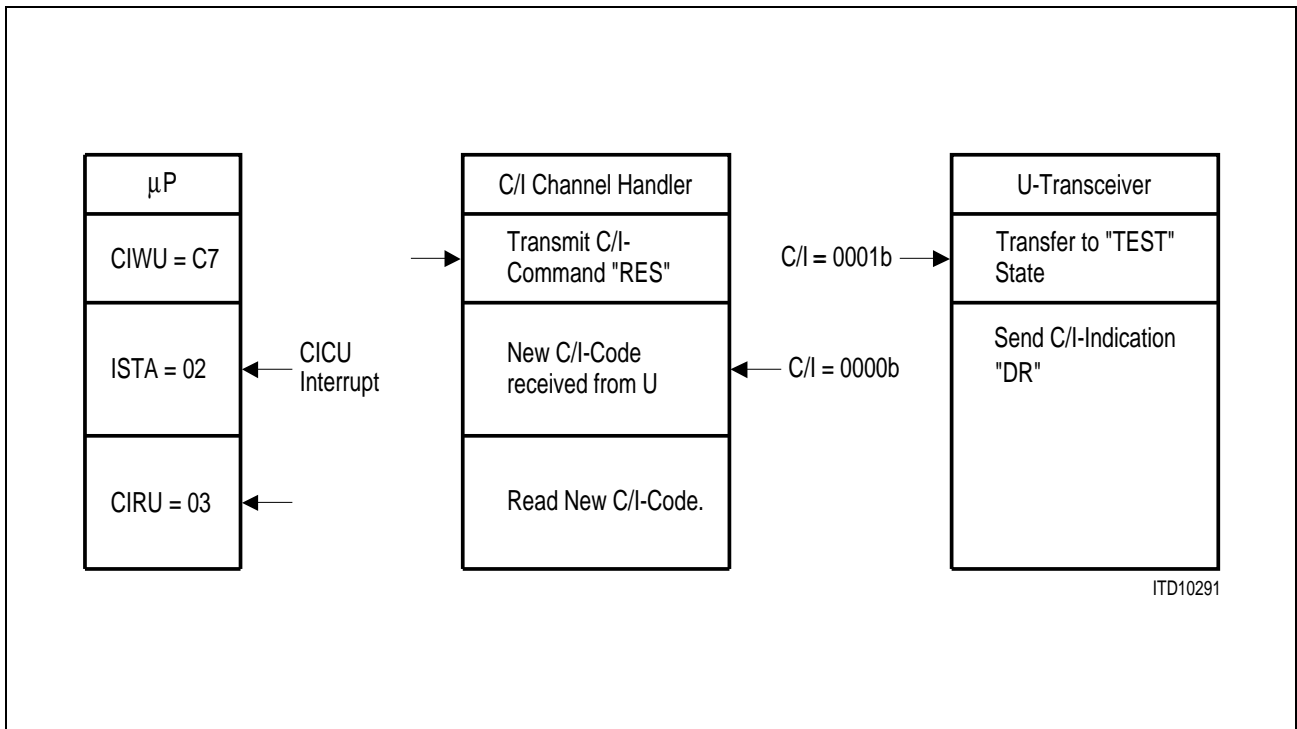 μP
C/I Channel Handler
U-Transceiver
CIWU = C7
Transmit C/I-
Command "RES"
C/I = 0001b
Transfer to "TEST"
State
ISTA = 02
CICU
Interrupt
New C/I-Code
received from U
C/I = 0000b
Send C/I-Indication
"DR"
CIRU = 03
Read New C/I-Code.
ITD10291